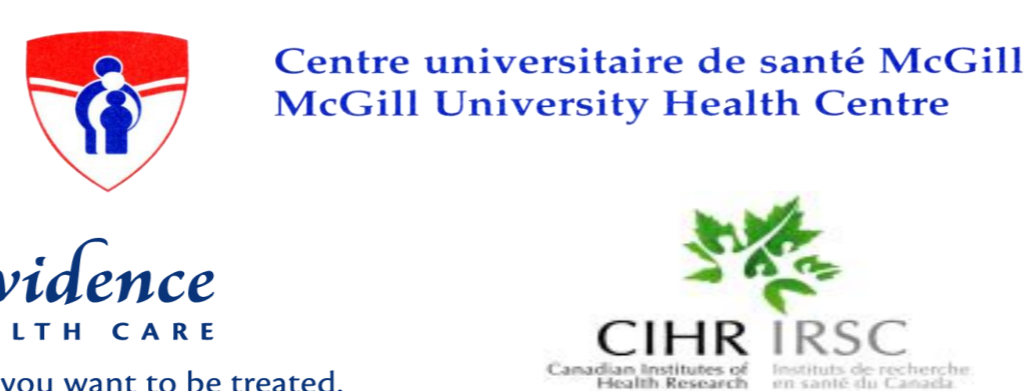 Centre universitaire de santé McGill
McGill University Health Centre
vidence
LTH CARE
you want to be treated.
CIHR IRSC
Canadian Institutes of Health Research
Instituts de recherche en santé du Canada